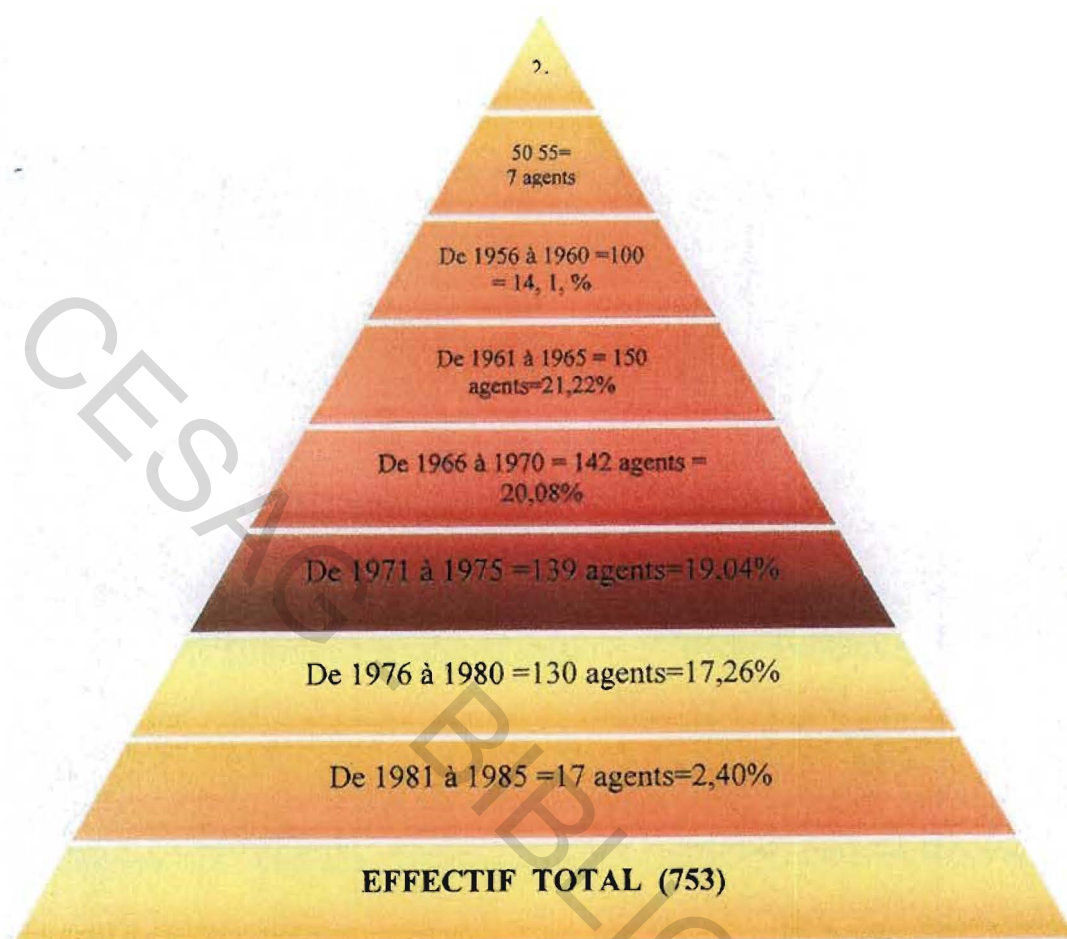 ?.
50 55=
7 agents
De 1956 à 1960 =100
= 14, 1, %
De 1961 à 1965 = 150
agents=21,22%
De 1966 à 1970 = 142 agents =
20,08%
De 1971 à 1975 =139 agents=19.04%
De 1976 à 1980 =130 agents=17,26%
De 1981 à 1985 =17 agents=2,40%
EFFECTIF TOTAL (753)
CESAG - BIBLIO